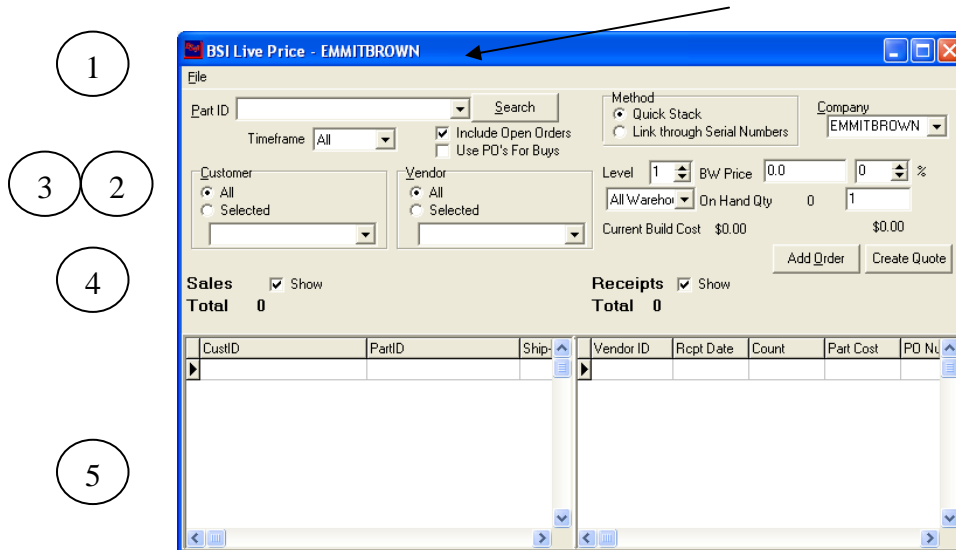 BSI Live Price - EMMITBROWN
1
File
Part ID Search
Method
Quick Stack
Link through Serial Numbers
Company
EMMITBROWN
Timeframe All
Include Open Orders
Use PO's For Buys
3 2
Customer
All
Selected
Vendor
All
Selected
Level 1 BW Price 0.0 0 %
All Warehou On Hand Qty 0 1
Current Build Cost $0.00 $0.00
Add Order Create Quote
4
Sales Show
Total 0
Receipts Show
Total 0
CustID PartID Ship- Vendor ID Rcpt Date Count Part Cost PO Nu
5